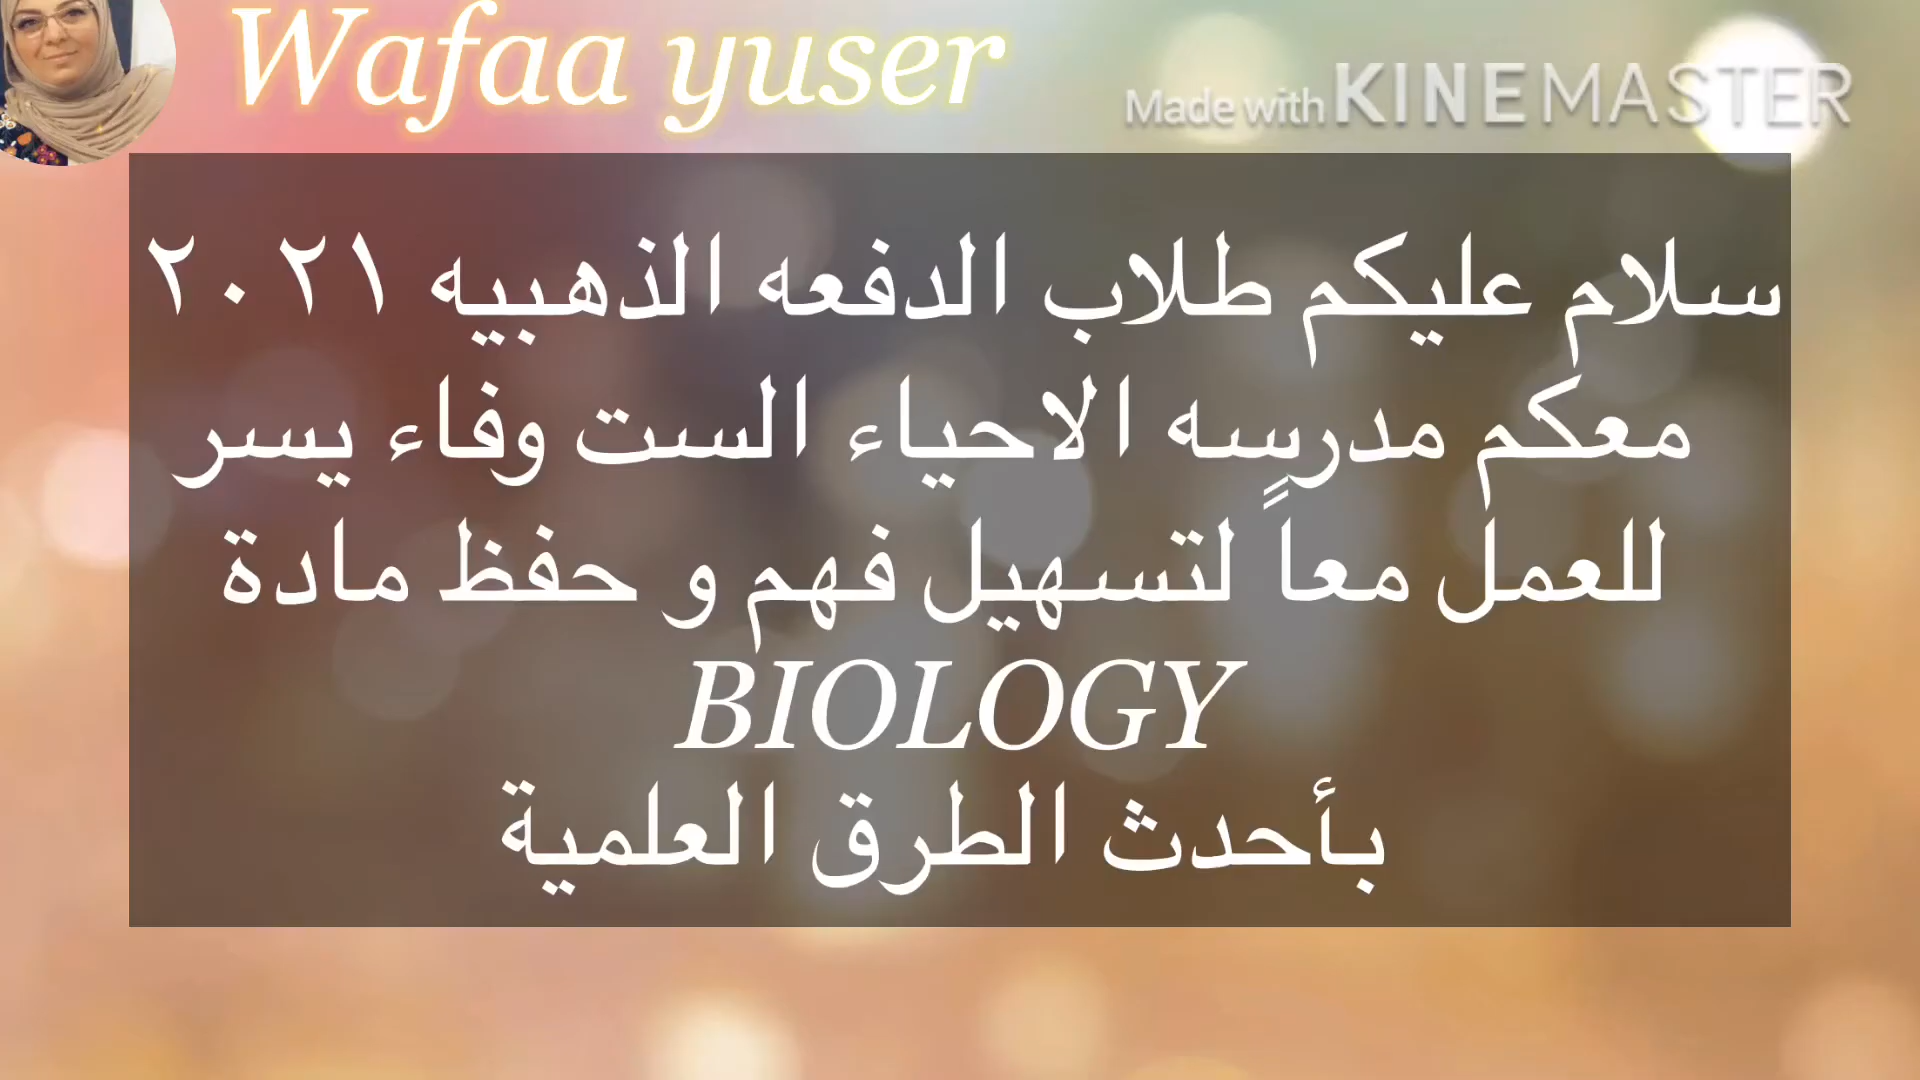 Wafaa yuser
Made with KINEMASTER
سلام عليكم طلاب الدفعه الذهبيه ٢٠٢١
معكم مدرسه الاحياء الست وفاء يسر
للعمل معاً لتسهيل فهم و حفظ مادة
BIOLOGY
بأحدث الطرق العلمية